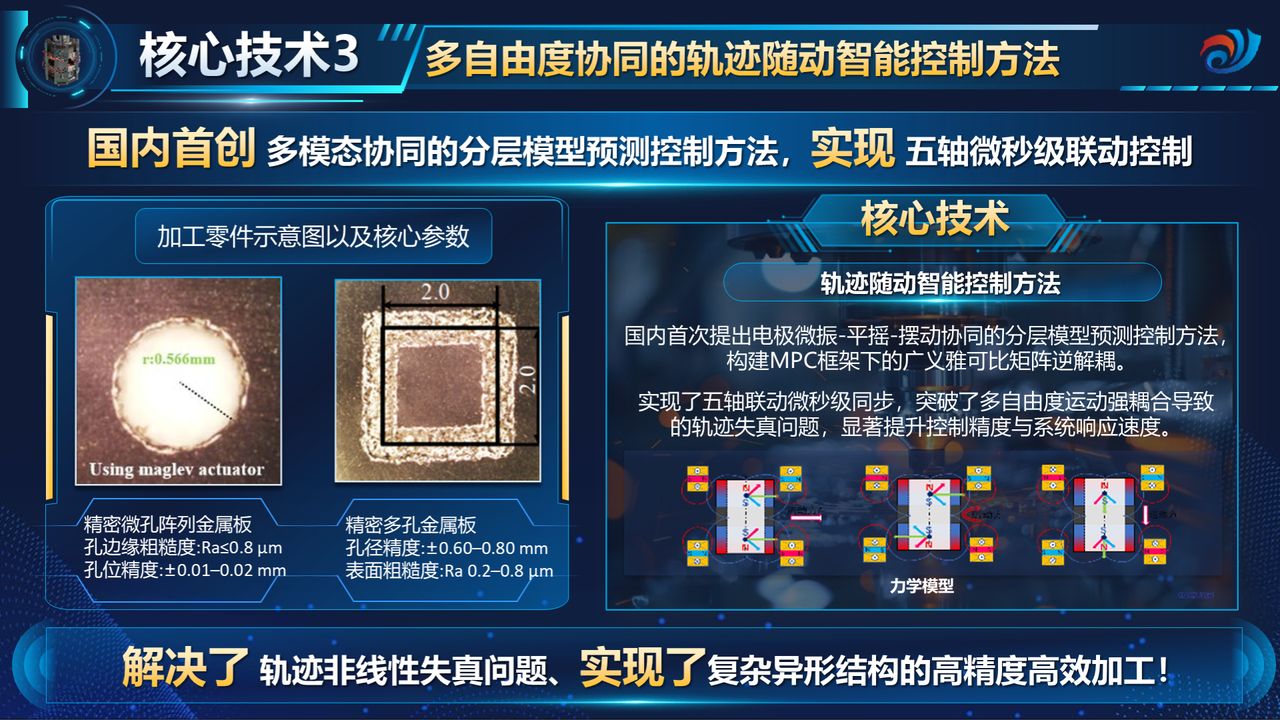 核心技术3
多自由度协同的轨迹随动智能控制方法
国内首创 多模态协同的分层模型预测控制方法，实现 五轴微秒级联动控制
加工零件示意图以及核心参数
r:0.566mm
Using maglev actuator
2.0
2.0
精密微孔阵列金属板
孔边缘粗糙度:Ra≤0.8 μm
孔位精度:±0.01–0.02 mm
精密多孔金属板
孔径精度:±0.60–0.80 mm
表面粗糙度:Ra 0.2–0.8 μm
核心技术
轨迹随动智能控制方法
国内首次提出电极微振-平摇-摆动协同的分层模型预测控制方法，
构建MPC框架下的广义雅可比矩阵逆解耦。
实现了五轴联动微秒级同步，突破了多自由度运动强耦合导致
的轨迹失真问题，显著提升控制精度与系统响应速度。
力学模型
解决了 轨迹非线性失真问题、实现了复杂异形结构的高精度高效加工！